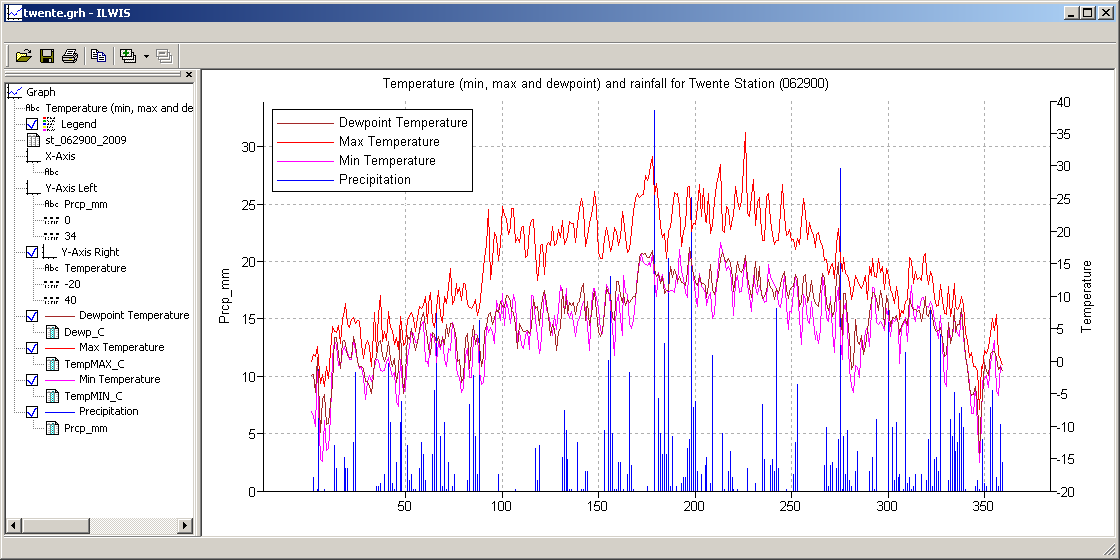 twente.grh - ILWIS
Graph
Abc Temperature (min, max and de
Legend
st_062900_2009
X-Axis
Abc
Y-Axis Left
Abc Prcp_mm
0
34
Y-Axis Right
Abc Temperature
-20
40
Dewpoint Temperature
Dewp_C
Max Temperature
TempMAX_C
Min Temperature
TempMIN_C
Precipitation
Prcp_mm
Temperature (min, max and dewpoint) and rainfall for Twente Station (062900)
Dewpoint Temperature
Max Temperature
Min Temperature
Precipitation
Prcp_mm
30
25
20
15
10
5
0
50 100 150 200 250 300 350
40
35
30
25
20
15
10
5
0
-5
-10
-15
-20
Temperature